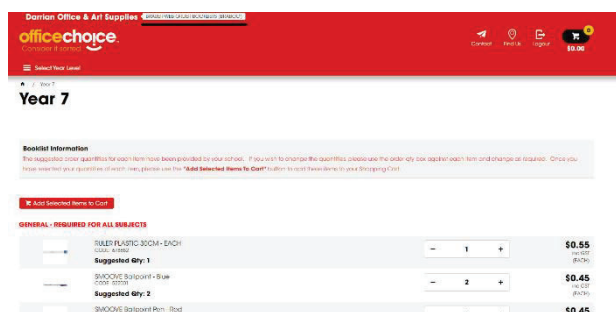 Darrian Office & Art Supplies
officechoice.
Consider it sorted
Contact
Find Us
Logout
0
$0.00
Select Year Level
Year 7
Year 7
Booklist Information
The suggested order quantities for each item have been provided by your school. If you wish to change the quantities, please use the order qty box against each item and change as required. Once you
have selected your quantities of each item, please use the "Add Selected Items To Cart" button to add these items to your Shopping Cart.
Add Selected Items to Cart
GENERAL - REQUIRED FOR ALL SUBJECTS
RULER PLASTIC 30CM - EACH
CODE:
Suggested Qty: 1
− 1 +
$0.55
inc GST
(EACH)
SMOOVE Ballpoint - Blue
CODE:
Suggested Qty: 2
− 2 +
$0.45
inc GST
(EACH)
SMOOVE Ballpoint Pen - Red
$0.45